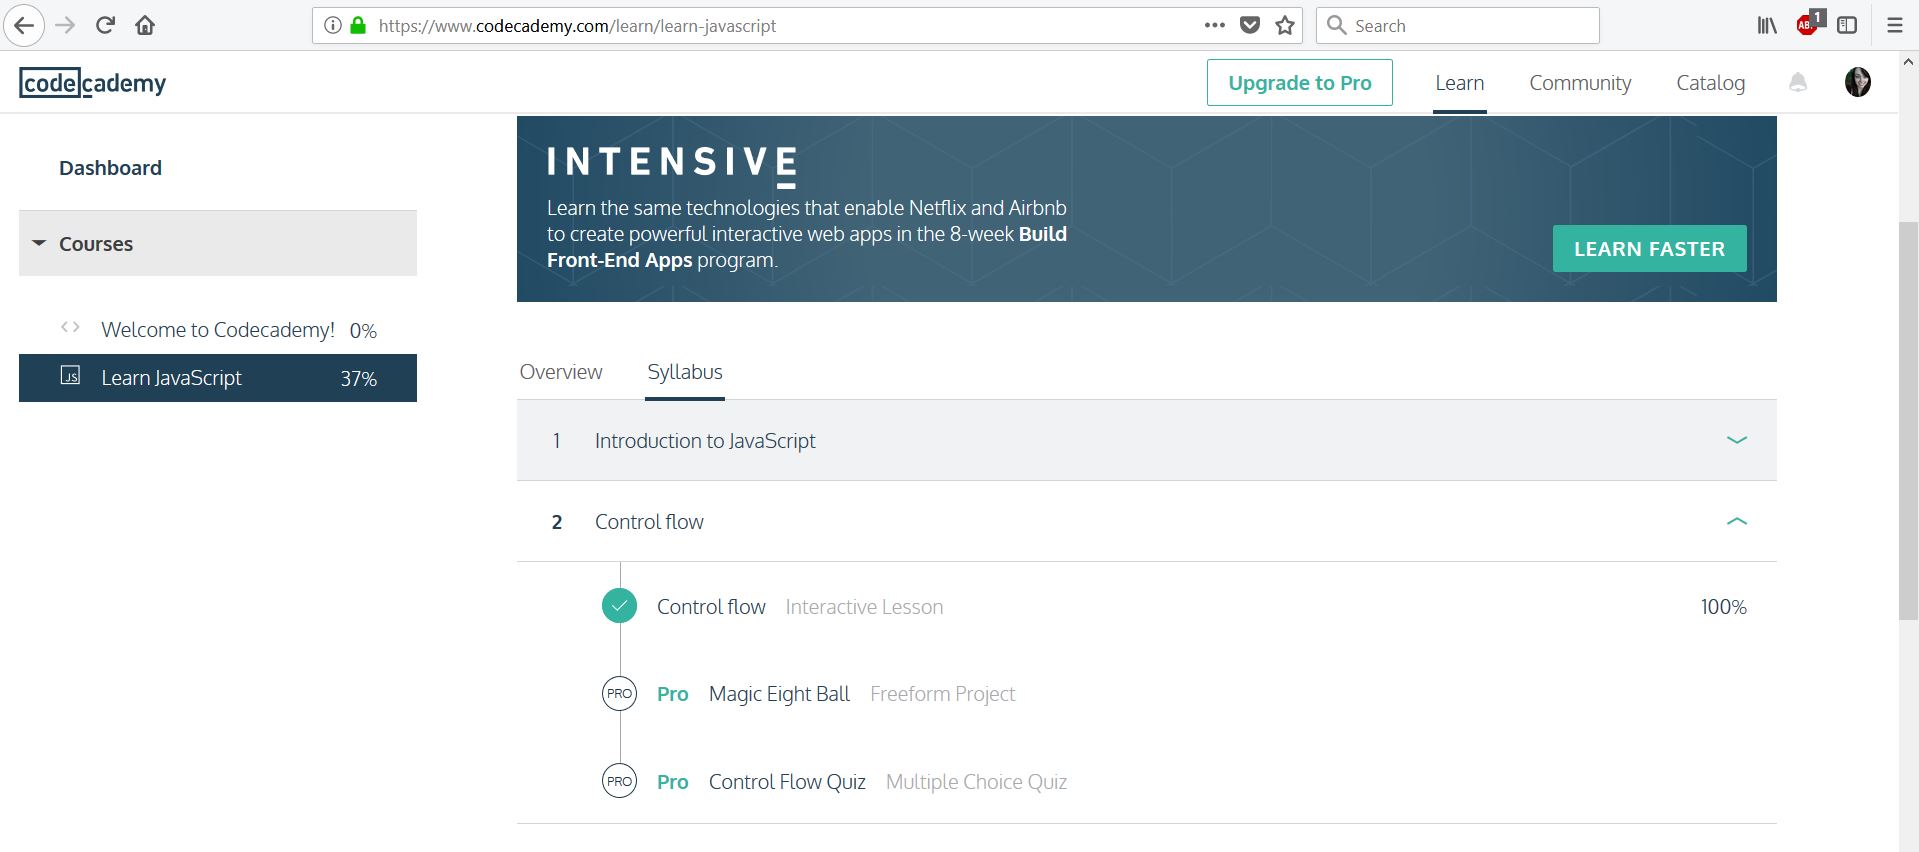 https://www.codecademy.com/learn/learn-javascript
Search
1
codecademy
Upgrade to Pro
Learn
Community
Catalog
Dashboard
Courses
Welcome to Codecademy! 0%
JS Learn JavaScript 37%
INTENSIVE
Learn the same technologies that enable Netflix and Airbnb
to create powerful interactive web apps in the 8-week Build
Front-End Apps program.
LEARN FASTER
Overview
Syllabus
1 Introduction to JavaScript
2 Control flow
Control flow Interactive Lesson 100%
PRO Pro Magic Eight Ball Freeform Project
PRO Pro Control Flow Quiz Multiple Choice Quiz